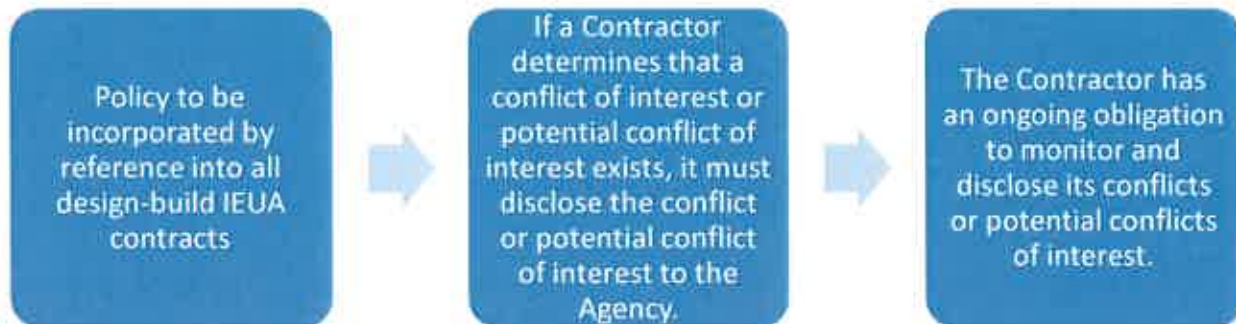 Policy to be
incorporated by
reference into all
design-build IEUA
contracts
If a Contractor
determines that a
conflict of interest or
potential conflict of
interest exists, it must
disclose the conflict
or potential conflict
of interest to the
Agency.
The Contractor has
an ongoing obligation
to monitor and
disclose its conflicts
or potential conflicts
of interest.